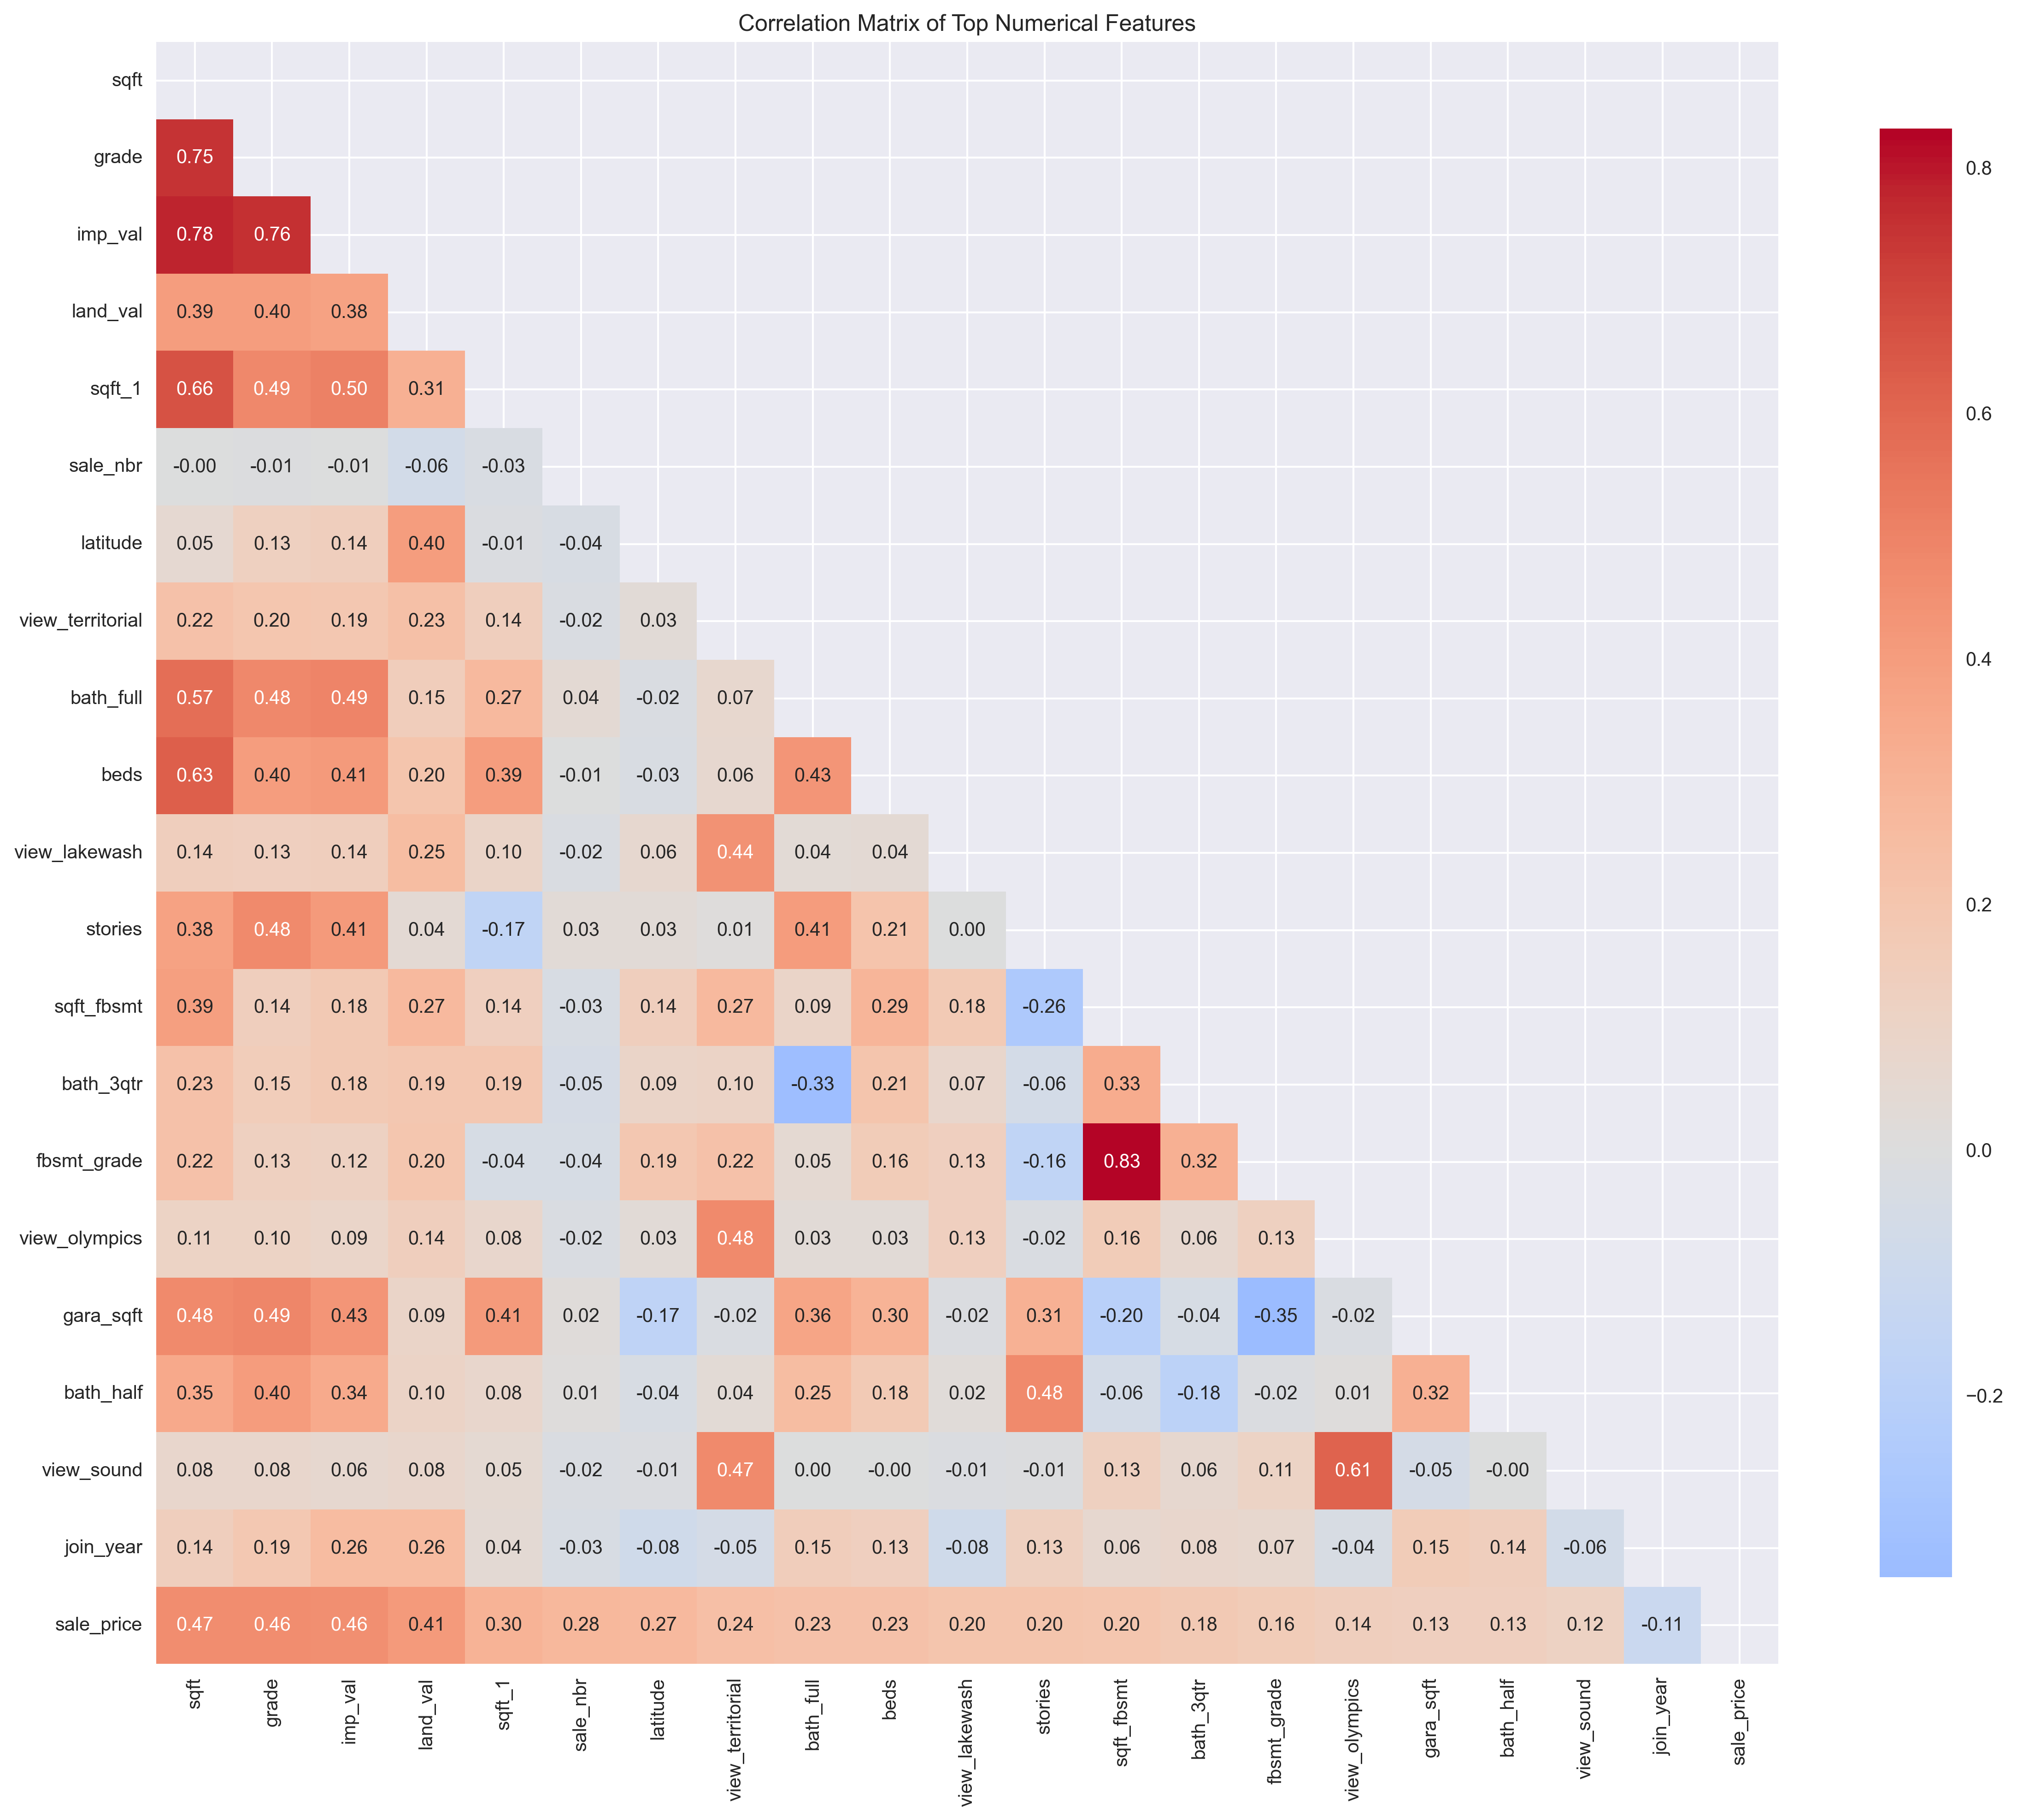 Correlation Matrix of Top Numerical Features
sqft
grade 0.75
imp_val 0.78 0.76
land_val 0.39 0.40 0.38
sqft_1 0.66 0.49 0.50 0.31
sale_nbr -0.00 -0.01 -0.01 -0.06 -0.03
latitude 0.05 0.13 0.14 0.40 -0.01 -0.04
view_territorial 0.22 0.20 0.19 0.23 0.14 -0.02 0.03
bath_full 0.57 0.48 0.49 0.15 0.27 0.04 -0.02 0.07
beds 0.63 0.40 0.41 0.20 0.39 -0.01 -0.03 0.06 0.43
view_lakewash 0.14 0.13 0.14 0.25 0.10 -0.02 0.06 0.44 0.04 0.04
stories 0.38 0.48 0.41 0.04 -0.17 0.03 0.03 0.01 0.41 0.21 0.00
sqft_fbsmt 0.39 0.14 0.18 0.27 0.14 -0.03 0.14 0.27 0.09 0.29 0.18 -0.26
bath_3qtr 0.23 0.15 0.18 0.19 0.19 -0.05 0.09 0.10 -0.33 0.21 0.07 -0.06 0.33
fbsmt_grade 0.22 0.13 0.12 0.20 -0.04 -0.04 0.19 0.22 0.05 0.16 0.13 -0.16 0.83 0.32
view_olympics 0.11 0.10 0.09 0.14 0.08 -0.02 0.03 0.48 0.03 0.03 0.13 -0.02 0.16 0.06 0.13
gara_sqft 0.48 0.49 0.43 0.09 0.41 0.02 -0.17 -0.02 0.36 0.30 -0.02 0.31 -0.20 -0.04 -0.35 -0.02
bath_half 0.35 0.40 0.34 0.10 0.08 0.01 -0.04 0.04 0.25 0.18 0.02 0.48 -0.06 -0.18 -0.02 0.01 0.32
view_sound 0.08 0.08 0.06 0.08 0.05 -0.02 -0.01 0.47 0.00 -0.00 -0.01 -0.01 0.13 0.06 0.11 0.61 -0.05 -0.00
join_year 0.14 0.19 0.26 0.26 0.04 -0.03 -0.08 -0.05 0.15 0.13 -0.08 0.13 0.06 0.08 0.07 -0.04 0.15 0.14 -0.06
sale_price 0.47 0.46 0.46 0.41 0.30 0.28 0.27 0.24 0.23 0.23 0.20 0.20 0.20 0.18 0.16 0.14 0.13 0.13 0.12 -0.11
sqft
grade
imp_val
land_val
sqft_1
sale_nbr
latitude
view_territorial
bath_full
beds
view_lakewash
stories
sqft_fbsmt
bath_3qtr
fbsmt_grade
view_olympics
gara_sqft
bath_half
view_sound
join_year
sale_price
0.8
0.6
0.4
0.2
0.0
−0.2